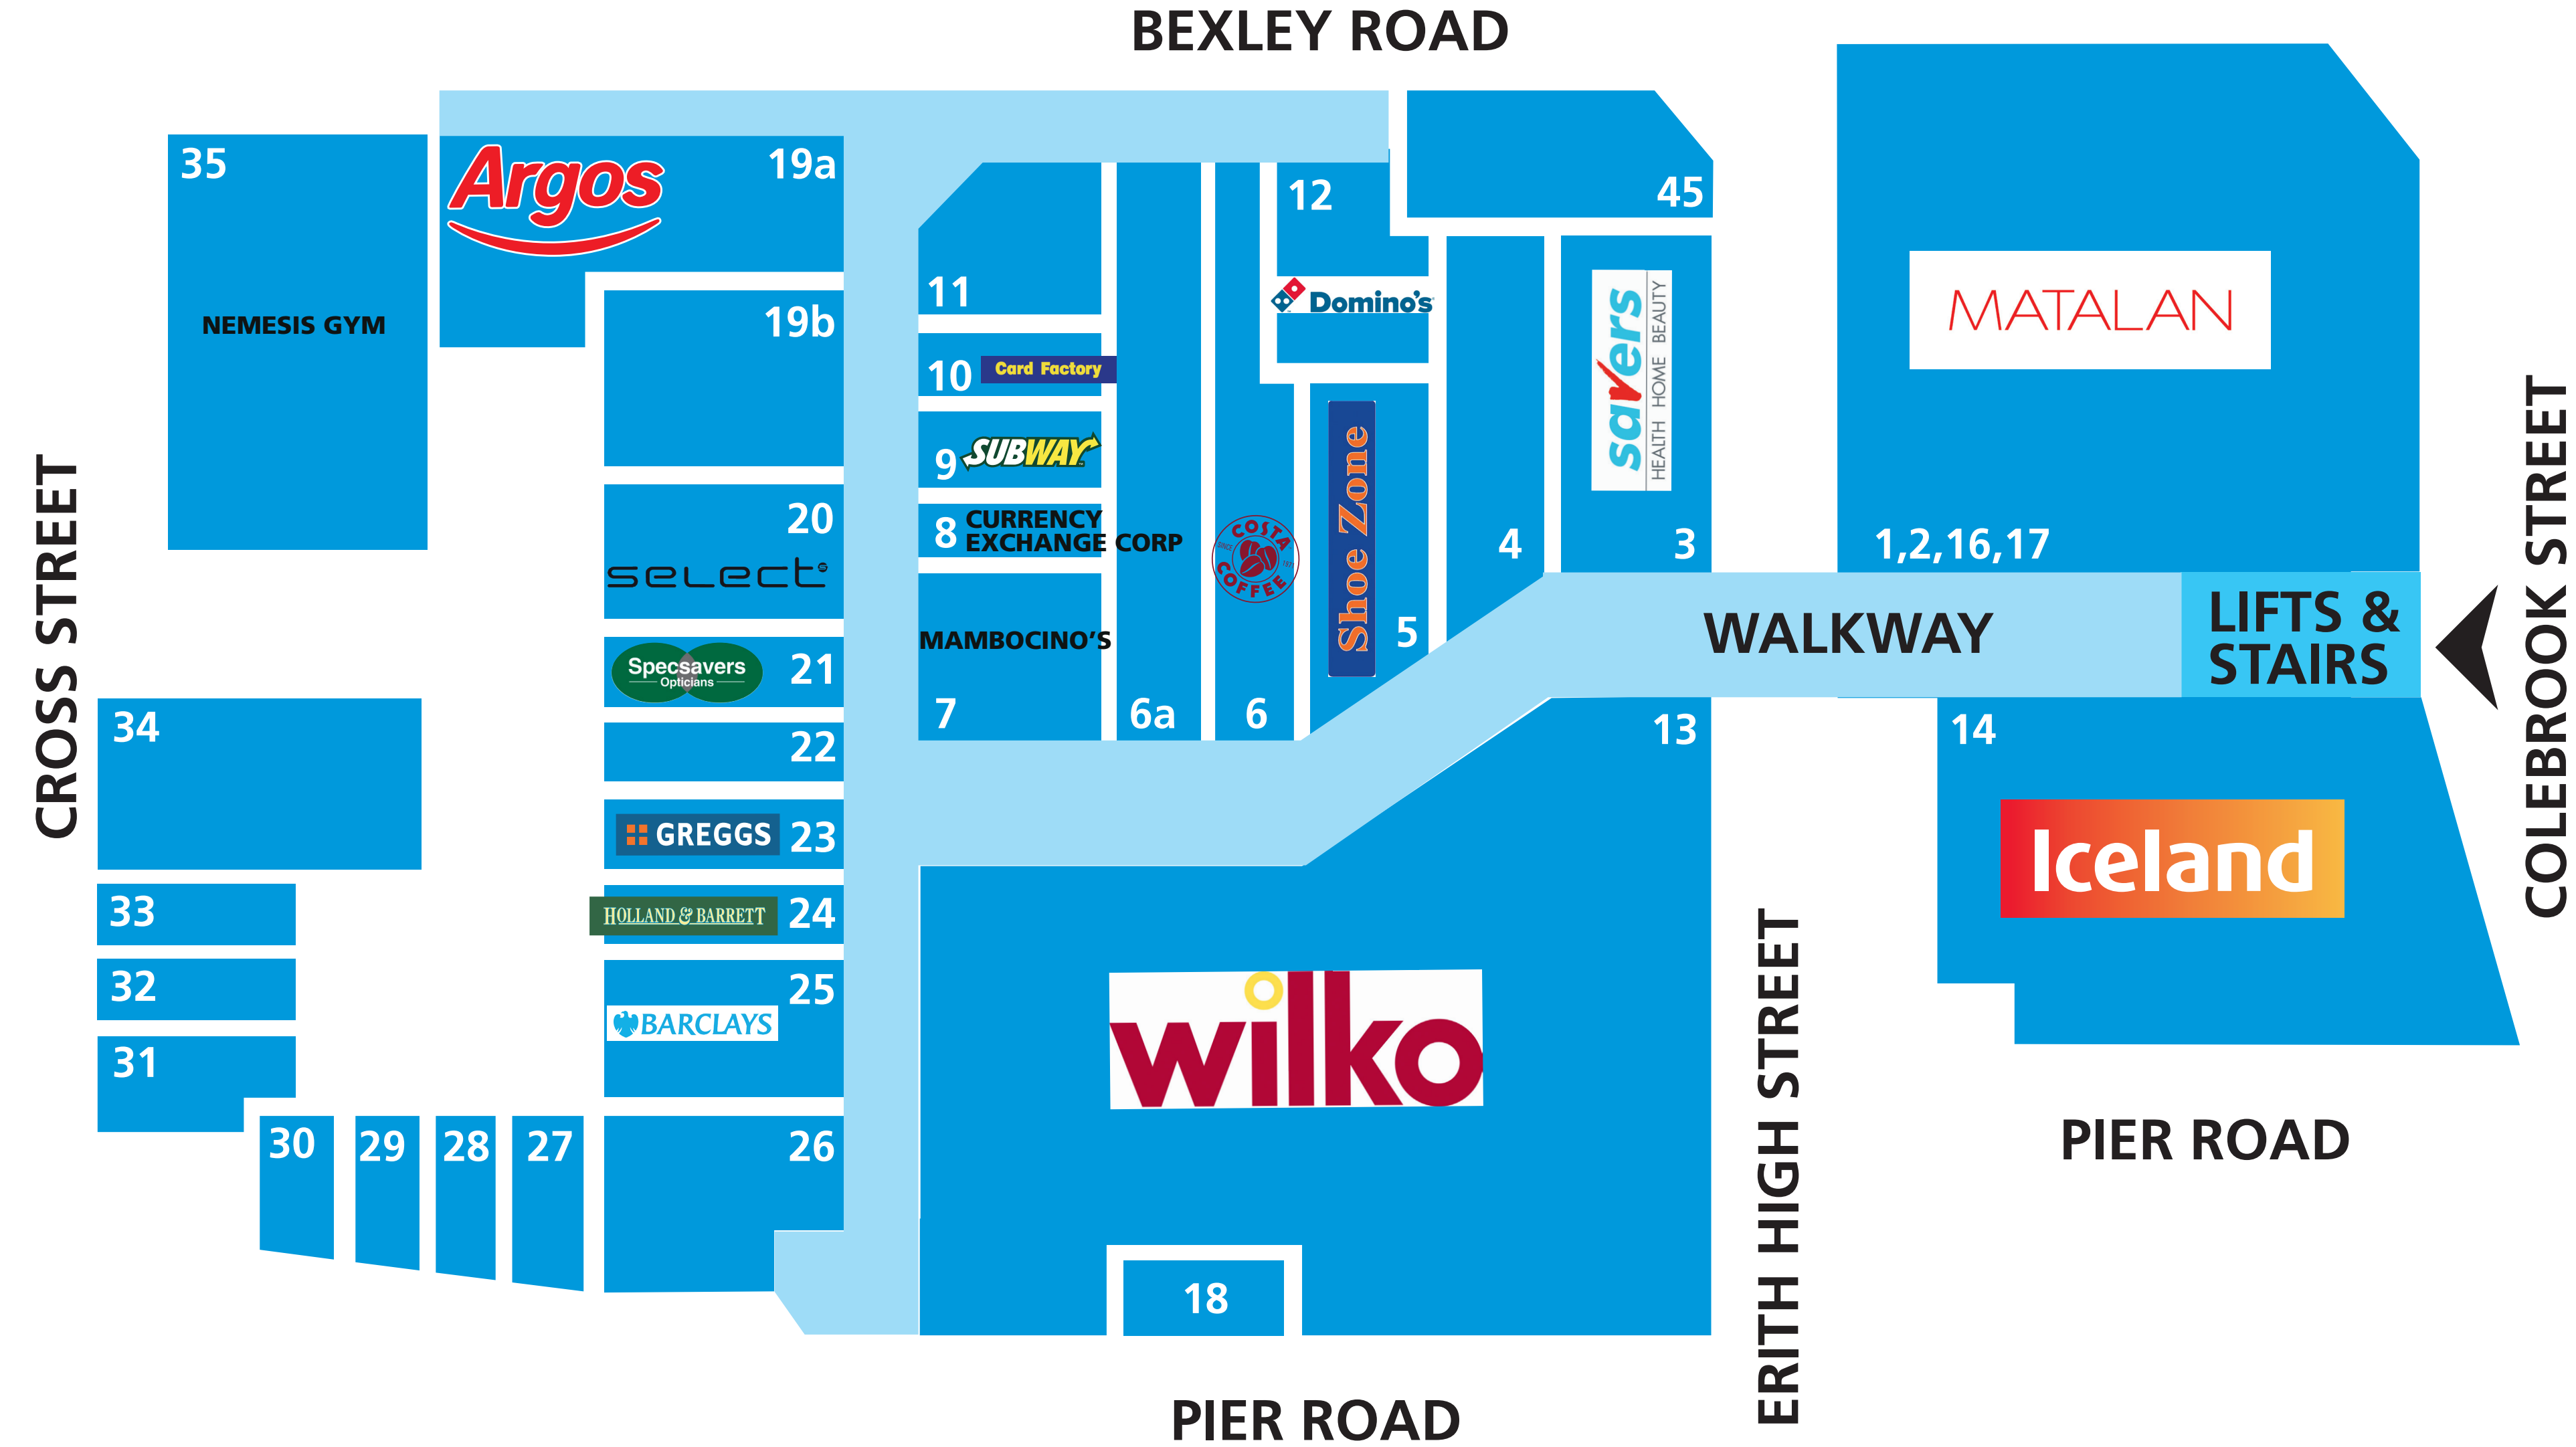 BEXLEY ROAD
35
NEMESIS GYM
Argos
19a
19b
20
select
Specsavers
Opticians
21
22
GREGGS
23
HOLLAND & BARRETT
24
25
BARCLAYS
26
27
28
29
30
31
32
33
34
CROSS STREET
11
10
Card Factory
9
SUBWAY
8
CURRENCY
EXCHANGE CORP
MAMBOCINO'S
7
6a
COSTA
COFFEE
6
12
Domino's
Shoe Zone
5
4
45
savers
HEALTH HOME BEAUTY
3
MATALAN
1,2,16,17
WALKWAY
LIFTS &
STAIRS
COLEBROOK STREET
13
wilko
18
14
Iceland
ERITH HIGH STREET
PIER ROAD
PIER ROAD